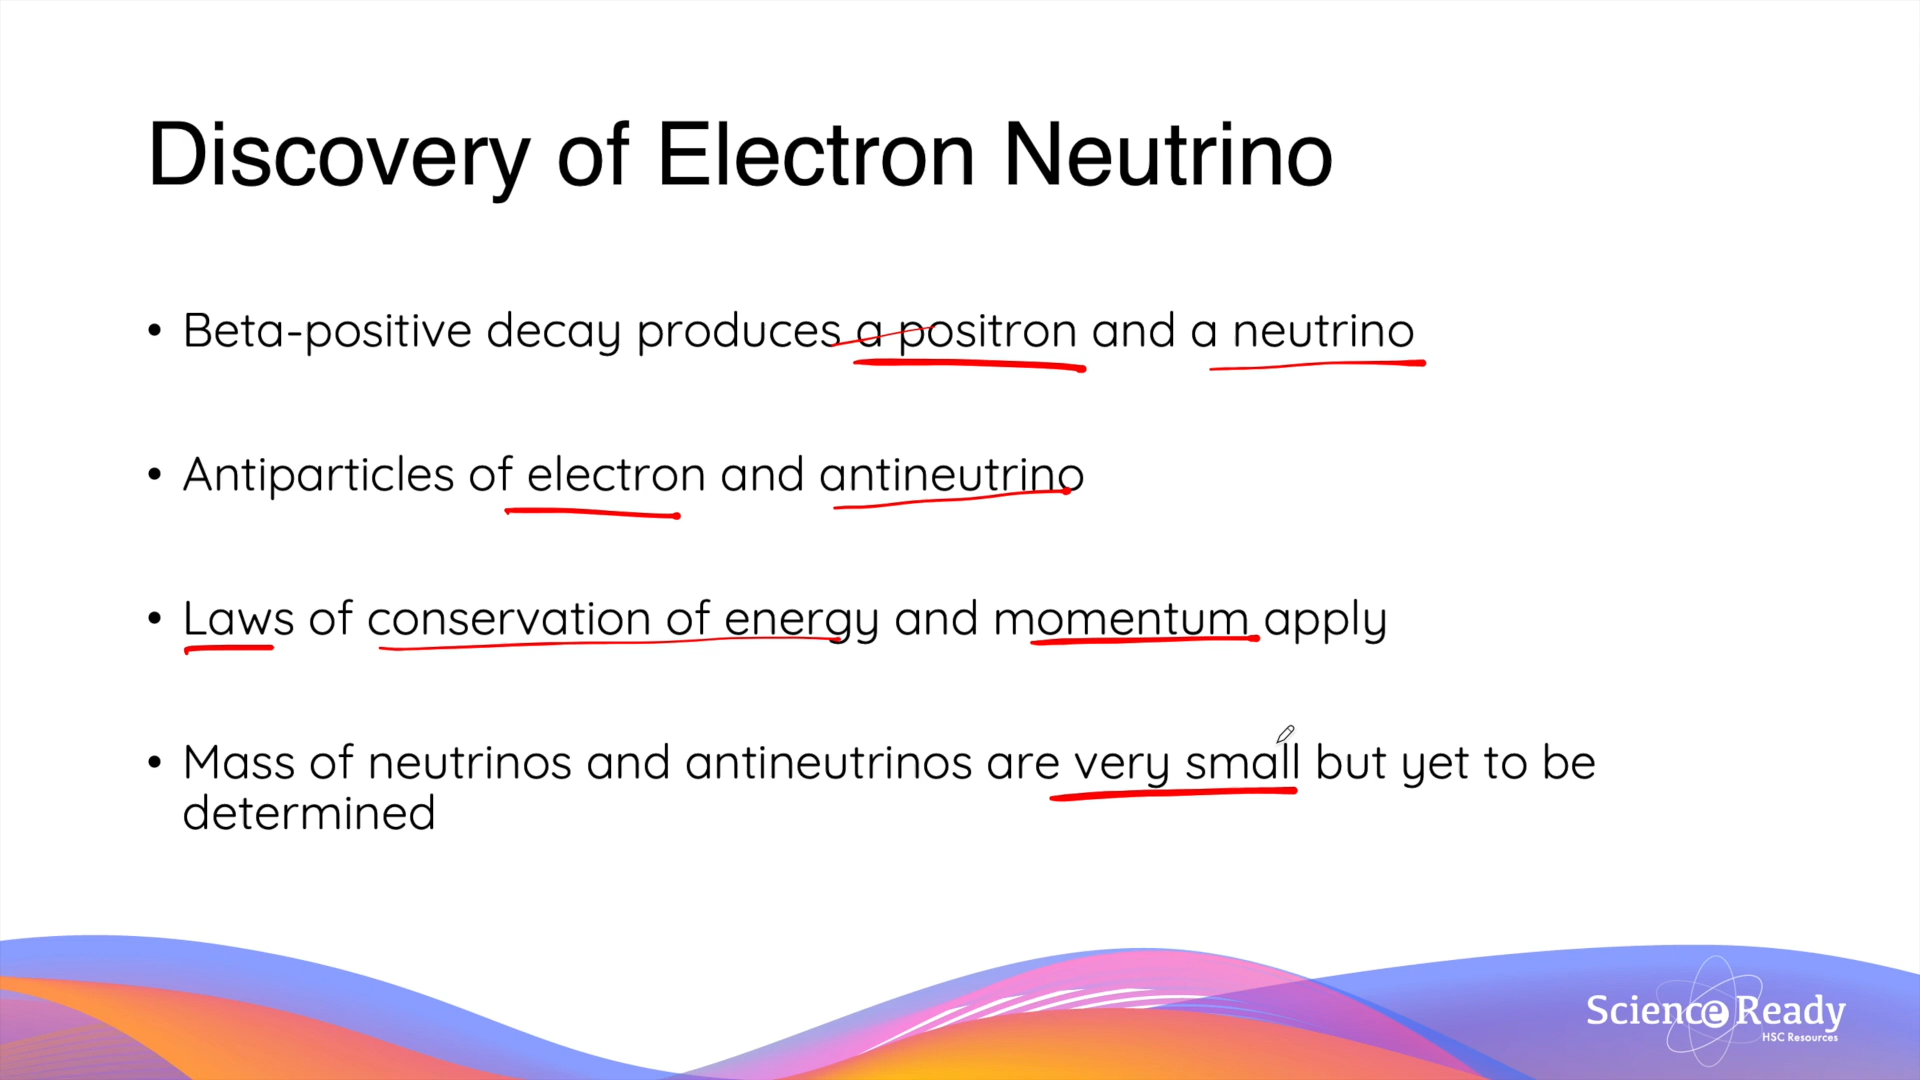 Discovery of Electron Neutrino
• Beta-positive decay produces a positron and a neutrino
• Antiparticles of electron and antineutrino
• Laws of conservation of energy and momentum apply
• Mass of neutrinos and antineutrinos are very small but yet to be
determined
Science Ready
HSC Resources